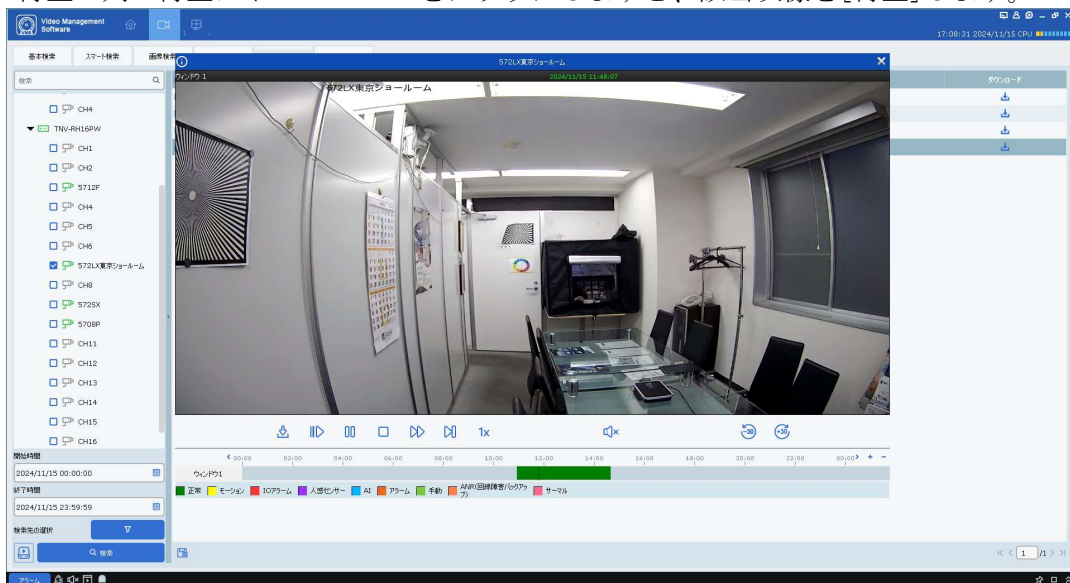 Video Management
Software
17:08:31 2024/11/15 CPU
基本検索 スマート検索 画像検
572LX東京ショールーム
検索
ウィンドウ 1
2024/11/15 11:48:07
572LX東京ショールーム
ダウンロード
CH4
TNV-RH16PW
CH1
CH2
5712F
CH4
CH5
CH6
572LX東京ショールーム
CH8
5725X
5708P
CH11
CH12
CH13
CH14
CH15
CH16
1x
-30
+30
開始時間
2024/11/15 00:00:00
終了時間
2024/11/15 23:59:59
検索先の選択
検索
00:00 02:00 04:00 06:00 08:00 10:00 12:00 14:00 16:00 18:00 20:00 22:00 00:00
ウィンドウ1
正常 モーション IOアラーム 人感センサー AI アラーム 手動 ANR(回線障害バックアップ) サーマル
1 /1
アラーム